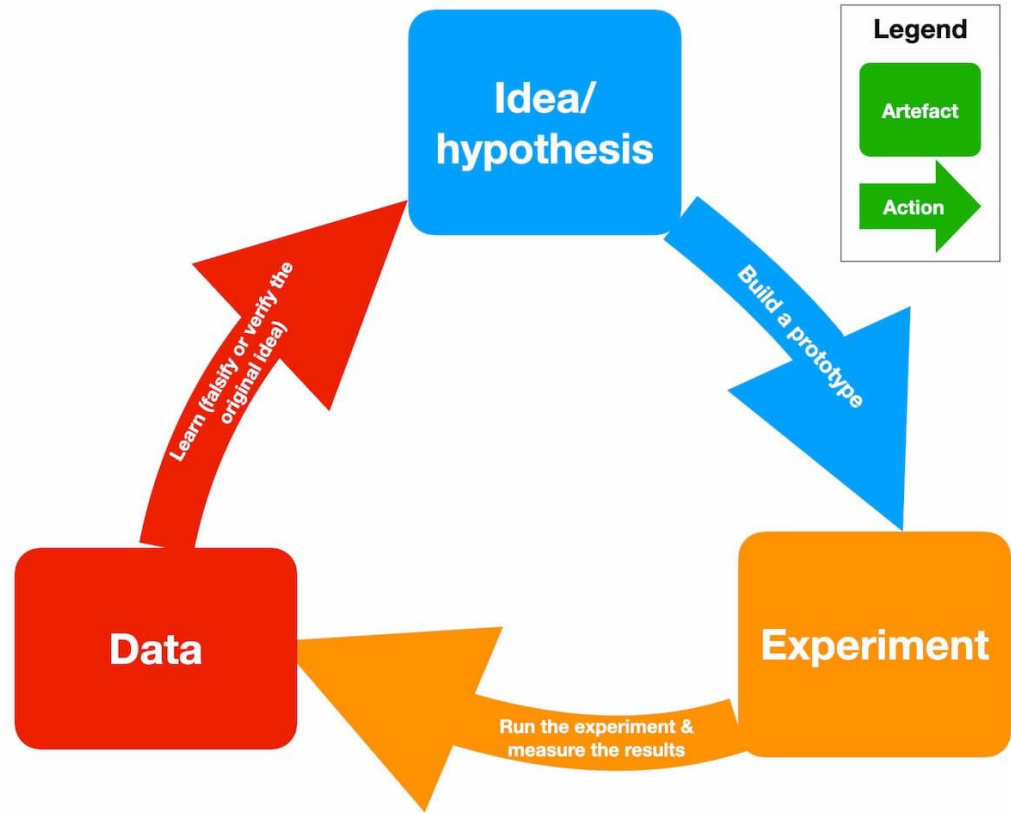 Idea/
hypothesis
Legend
Artefact
Action
Build a prototype
Experiment
Run the experiment &
measure the results
Data
Learn (falsify or verify the
original idea)